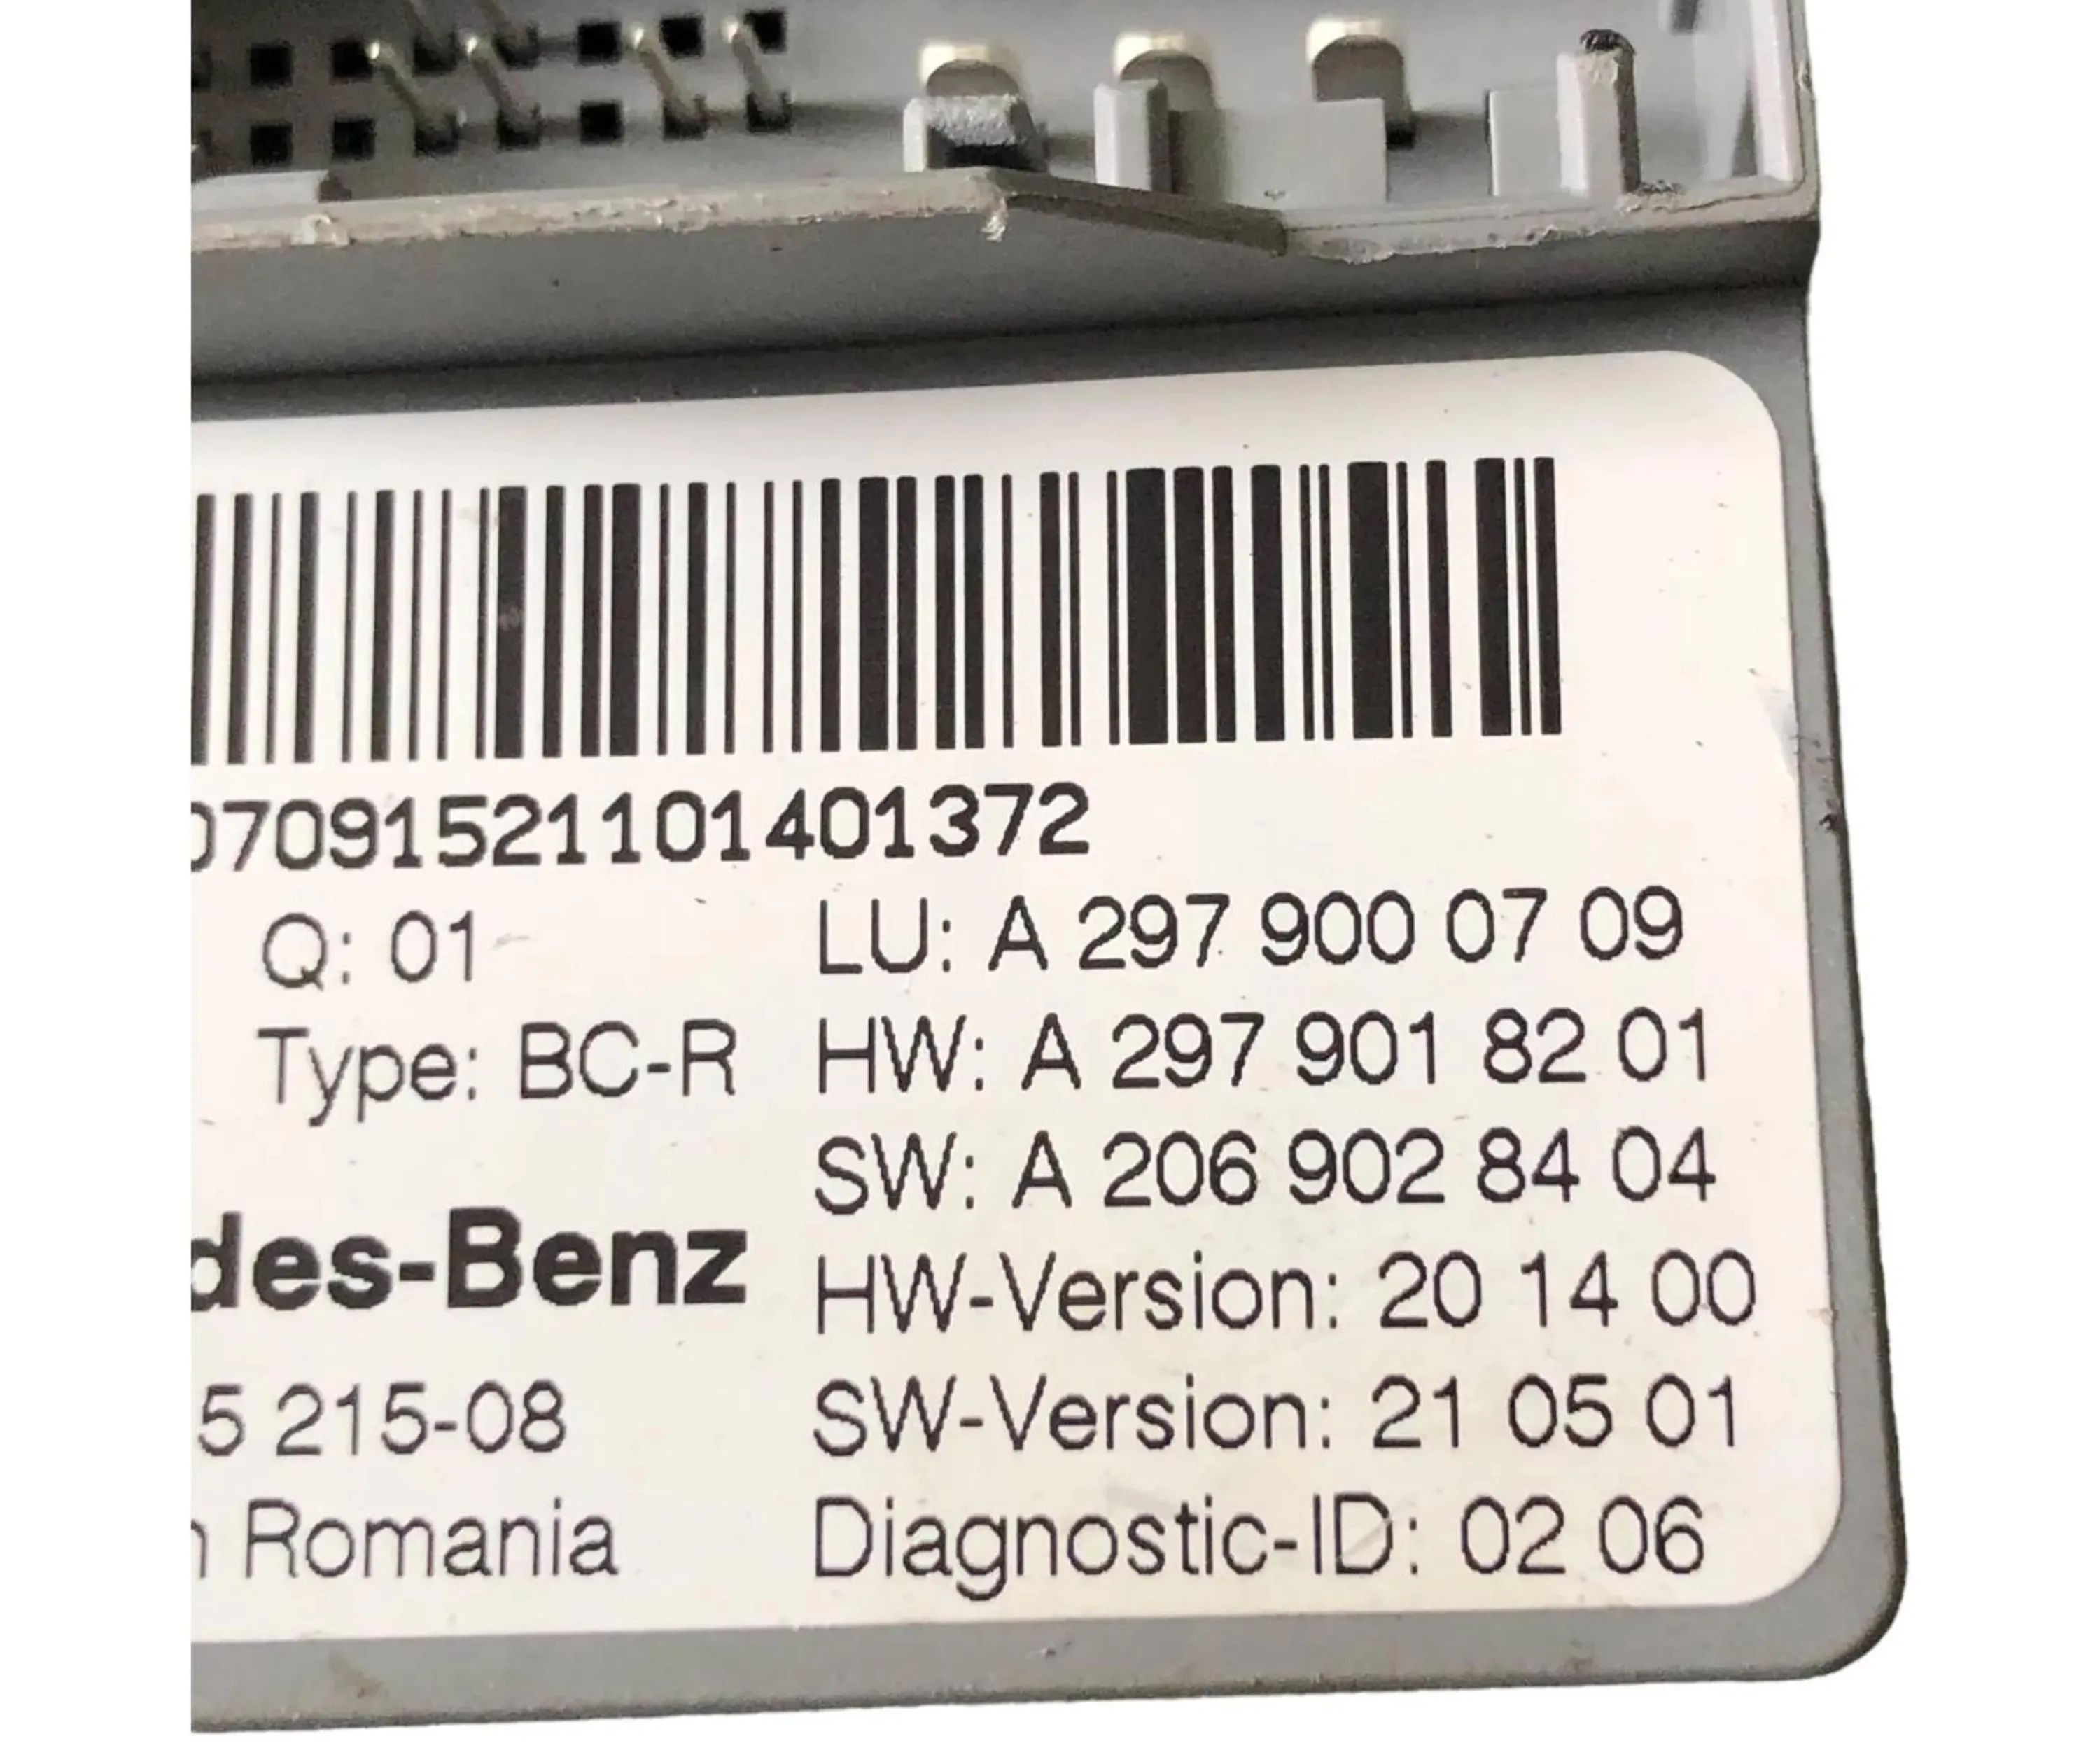 07091521101401372
Q: 01
Type: BC-R
des-Benz
5 215-08
n Romania
LU: A 297 900 07 09
HW: A 297 901 82 01
SW: A 206 902 84 04
HW-Version: 20 14 00
SW-Version: 21 05 01
Diagnostic-ID: 02 06